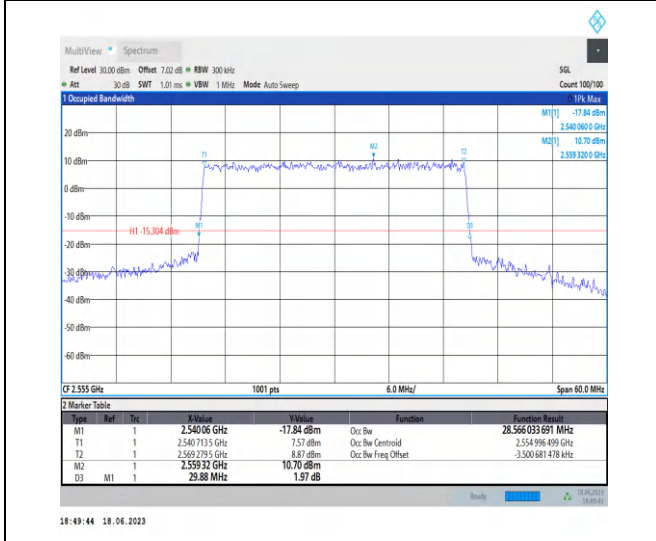 MultiView Spectrum
Ref Level 30.00 dBm Offset 7.02 dB RBW 300 kHz SGL
Att 30 dB SWT 1.01 ms VBW 1 MHz Mode Auto Sweep Count 100/100
1 Occupied Bandwidth 1Pk Max
M1[1] -17.84 dBm
2.540 060 0 GHz
M2[1] 10.70 dBm
2.559 320 0 GHz
20 dBm
M2
T1
T2
10 dBm
0 dBm
-10 dBm
H1 -15.304 dBm
M1
D3
-20 dBm
-30 dBm
-40 dBm
-50 dBm
-60 dBm
CF 2.555 GHz 1001 pts 6.0 MHz/ Span 60.0 MHz
2 Marker Table
Type Ref Trc X-Value Y-Value Function Function Result
M1 1 2.54006 GHz -17.84 dBm Occ Bw 28.566 033 691 MHz
T1 1 2.540 713 5 GHz 7.57 dBm Occ Bw Centroid 2.554 996 499 GHz
T2 1 2.569 279 5 GHz 8.87 dBm Occ Bw Freq Offset -3.500 681 478 kHz
M2 1 2.55932 GHz 10.70 dBm
D3 M1 1 29.88 MHz 1.97 dB
Ready 18.06.2023
18:49:43
18:49:44 18.06.2023